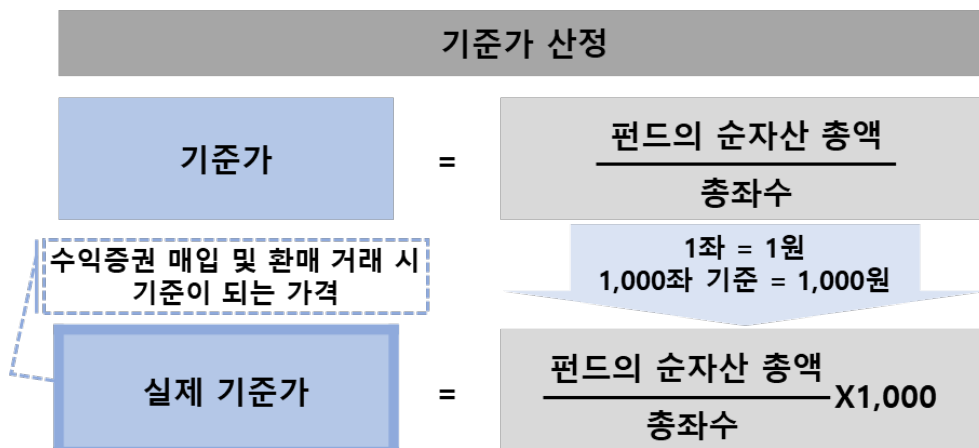 기준가 산정
기준가
=
펀드의 순자산 총액
총좌수
수익증권 매입 및 환매 거래 시
기준이 되는 가격
1좌 = 1원
1,000좌 기준 = 1,000원
실제 기준가
=
펀드의 순자산 총액
총좌수
X1,000